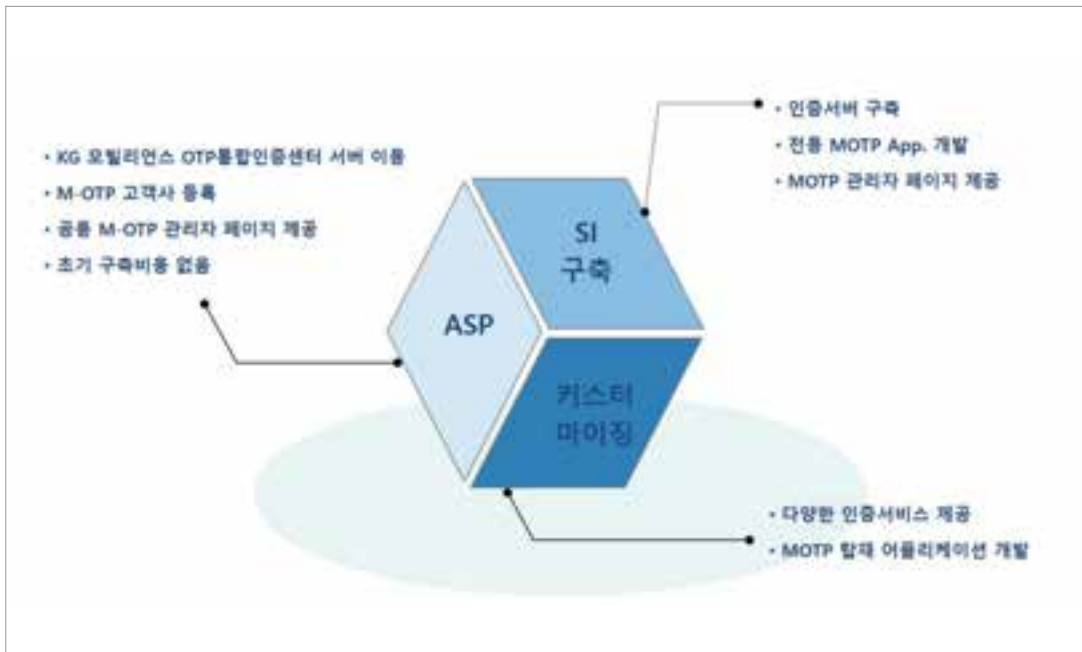 • KG 모빌리언스 OTP통합인증센터 서버 이용
• M-OTP 고객사 등록
• 공통 M-OTP 관리자 페이지 제공
• 초기 구축비용 없음
• 인증서버 구축
• 전용 MOTP App. 개발
• MOTP 관리자 페이지 제공
ASP
SI
구축
커스터
마이징
• 다양한 인증서비스 제공
• MOTP 탑재 어플리케이션 개발